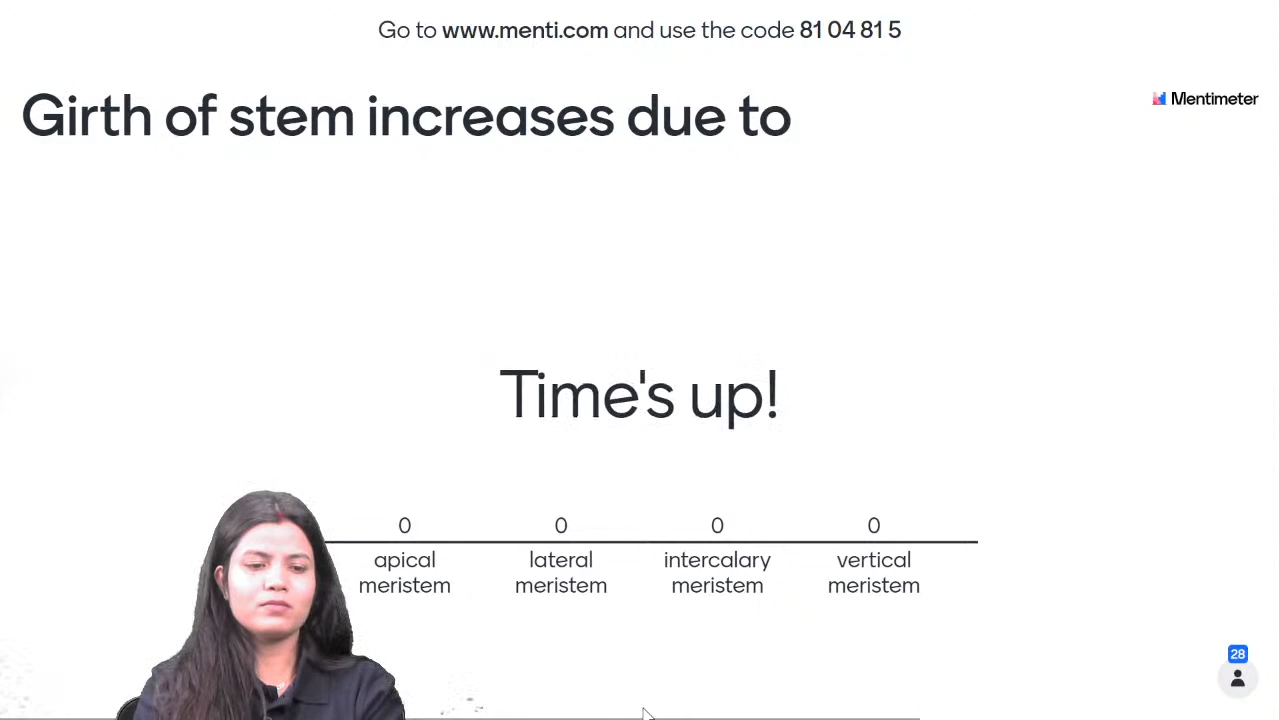 Go to www.menti.com and use the code 81 04 81 5
Mentimeter
Girth of stem increases due to
Time's up!
0 0 0 0
apical lateral intercalary vertical
meristem meristem meristem meristem
28